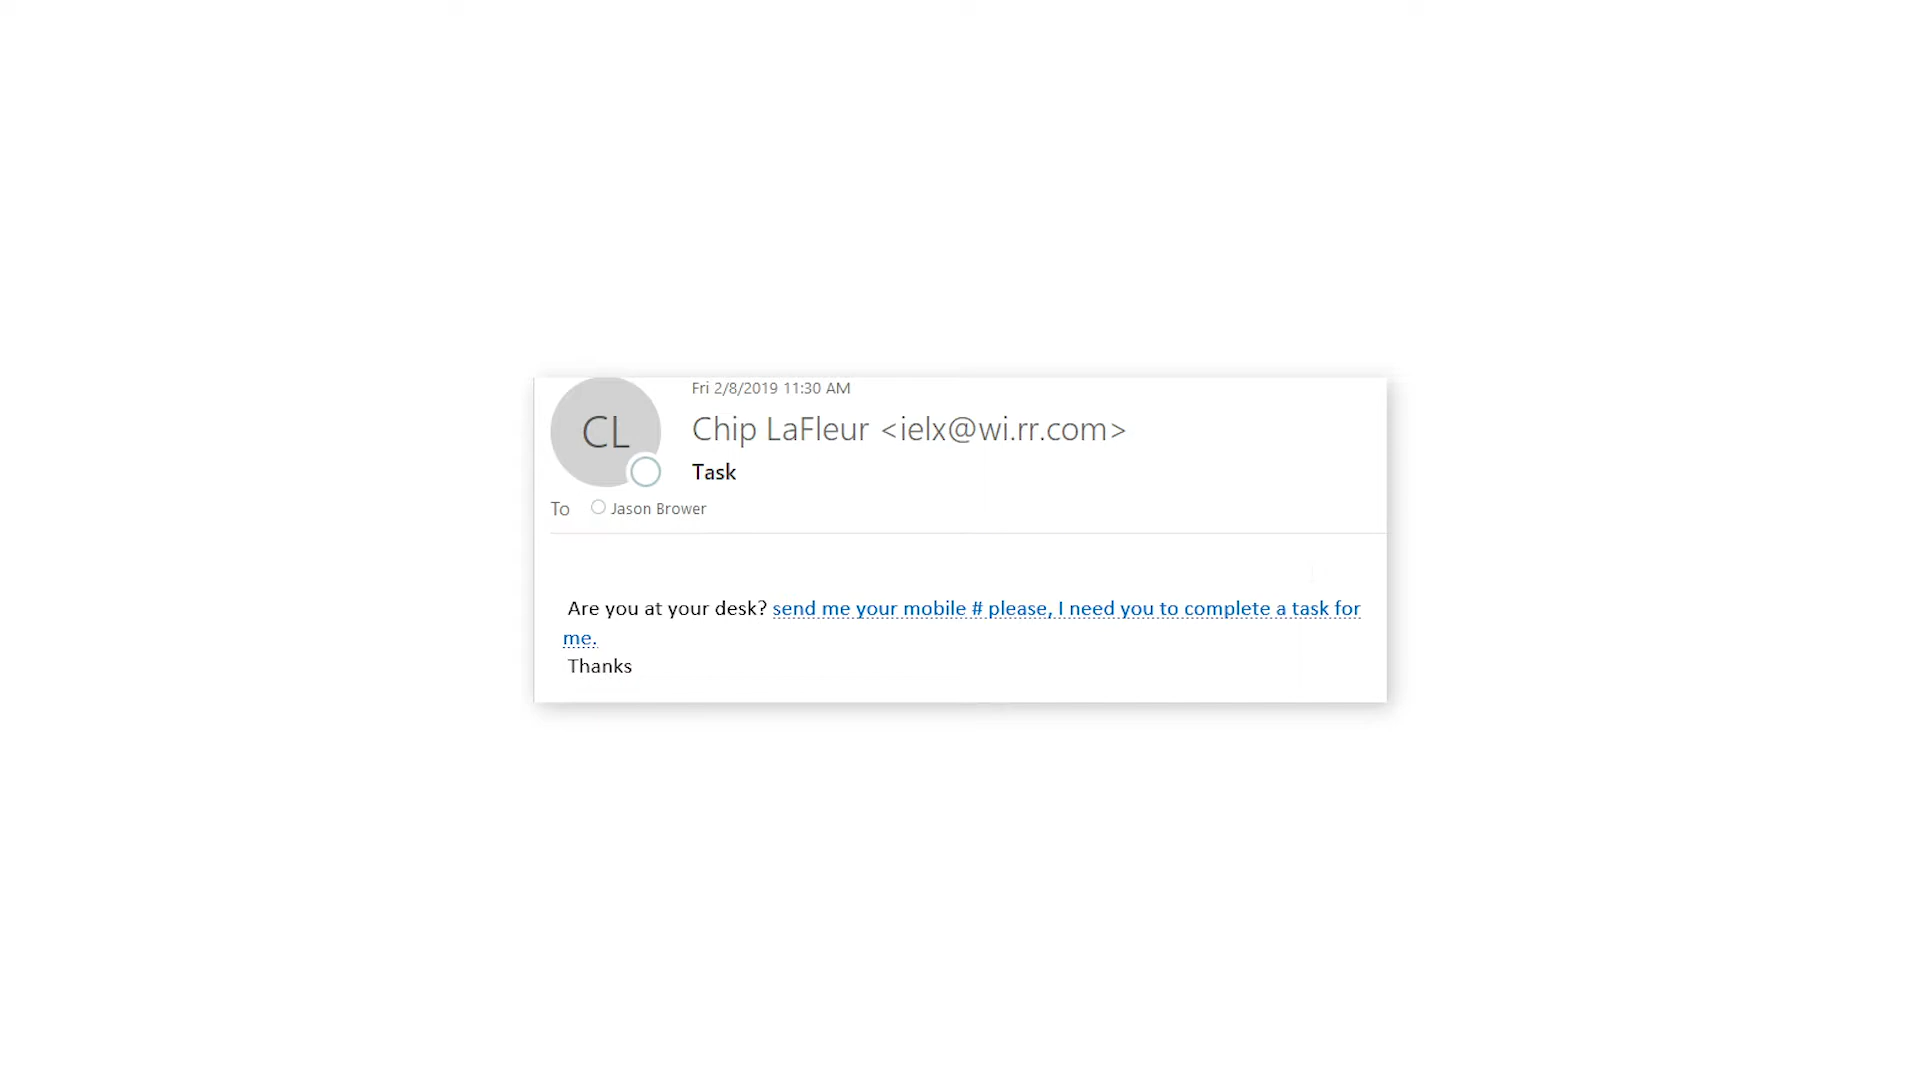 Fri 2/8/2019 11:30 AM
CL
Chip LaFleur <ielx@wi.rr.com>
Task
To Jason Brower
Are you at your desk? send me your mobile # please, I need you to complete a task for
me.
Thanks